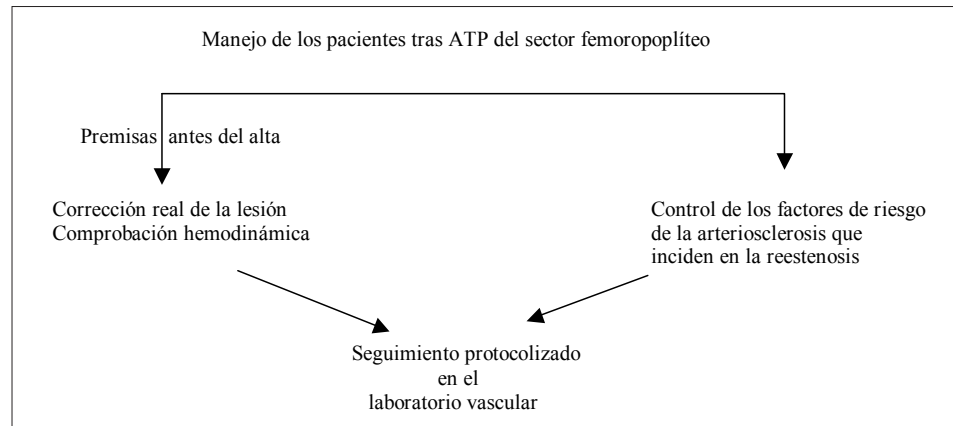 Manejo de los pacientes tras ATP del sector femoropoplíteo
Premisas antes del alta
Corrección real de la lesión
Comprobación hemodinámica
Control de los factores de riesgo
de la arteriosclerosis que
inciden en la reestenosis
Seguimiento protocolizado
en el
laboratorio vascular